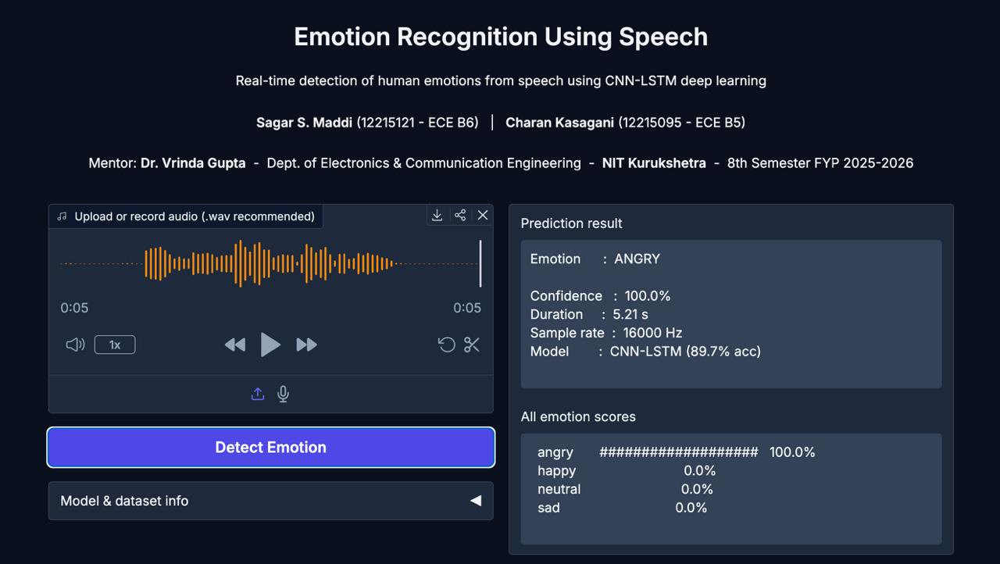 Emotion Recognition Using Speech
Real-time detection of human emotions from speech using CNN-LSTM deep learning
Sagar S. Maddi (12215121 - ECE B6) | Charan Kasagani (12215095 - ECE B5)
Mentor: Dr. Vrinda Gupta - Dept. of Electronics & Communication Engineering - NIT Kurukshetra - 8th Semester FYP 2025-2026
Upload or record audio (.wav recommended)
0:05 0:05
1x
Detect Emotion
Model & dataset info
Prediction result
Emotion : ANGRY
Confidence : 100.0%
Duration : 5.21 s
Sample rate : 16000 Hz
Model : CNN-LSTM (89.7% acc)
All emotion scores
angry ################### 100.0%
happy 0.0%
neutral 0.0%
sad 0.0%